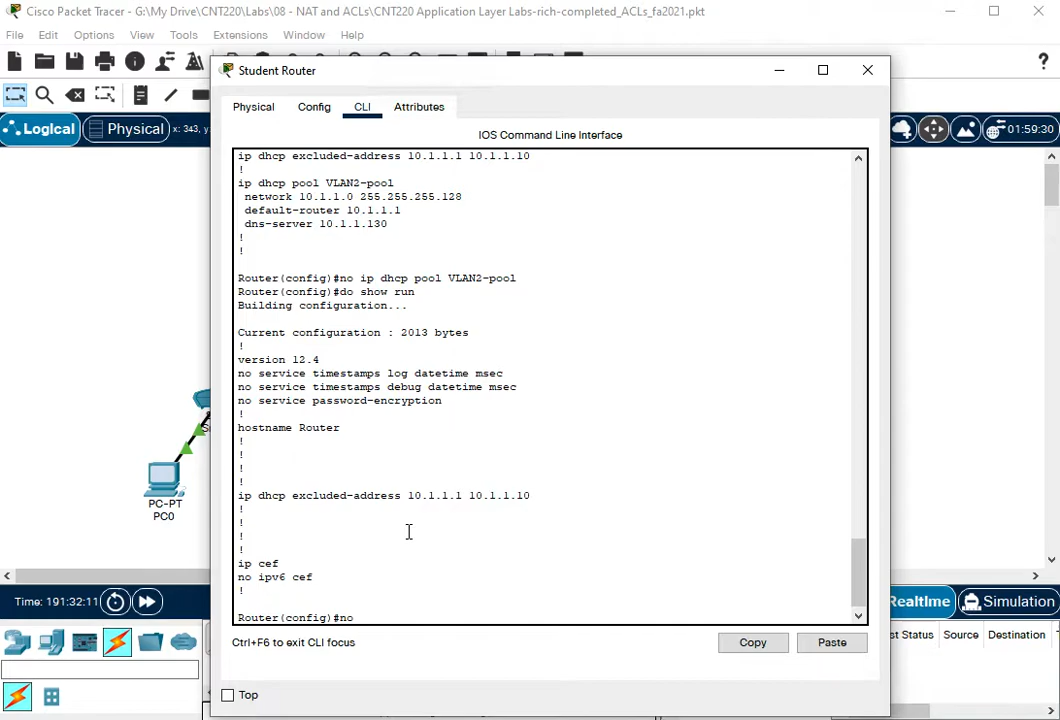 Cisco Packet Tracer - G:\My Drive\CNT220\Labs\08 - NAT and ACLs\CNT220 Application Layer Labs-rich-completed_ACLs_fa2021.pkt
File Edit Options View Tools Extensions Window Help
?
Student Router
Logical Physical x: 343, y: 01:59:30
Physical Config CLI Attributes
IOS Command Line Interface
ip dhcp excluded-address 10.1.1.1 10.1.1.10
!
ip dhcp pool VLAN2-pool
network 10.1.1.0 255.255.255.128
default-router 10.1.1.1
dns-server 10.1.1.130
!
!
Router(config)#no ip dhcp pool VLAN2-pool
Router(config)#do show run
Building configuration...
Current configuration : 2013 bytes
!
version 12.4
no service timestamps log datetime msec
no service timestamps debug datetime msec
no service password-encryption
!
hostname Router
!
!
!
!
ip dhcp excluded-address 10.1.1.1 10.1.1.10
!
!
!
!
ip cef
no ipv6 cef
!
Router(config)#no
PC-PT
PC0
Ctrl+F6 to exit CLI focus
Copy Paste
Top
Time: 191:32:11
Realtime Simulation
st Status Source Destination